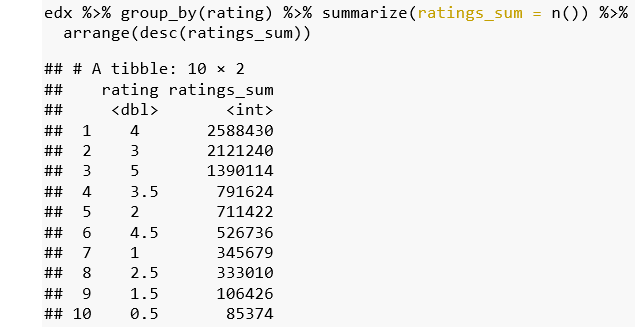 edx %>% group_by(rating) %>% summarize(ratings_sum = n()) %>%
  arrange(desc(ratings_sum))
## # A tibble: 10 × 2
##    rating ratings_sum
##     <dbl>       <int>
##  1    4       2588430
##  2    3       2121240
##  3    5       1390114
##  4    3.5      791624
##  5    2        711422
##  6    4.5      526736
##  7    1        345679
##  8    2.5      333010
##  9    1.5      106426
## 10    0.5       85374